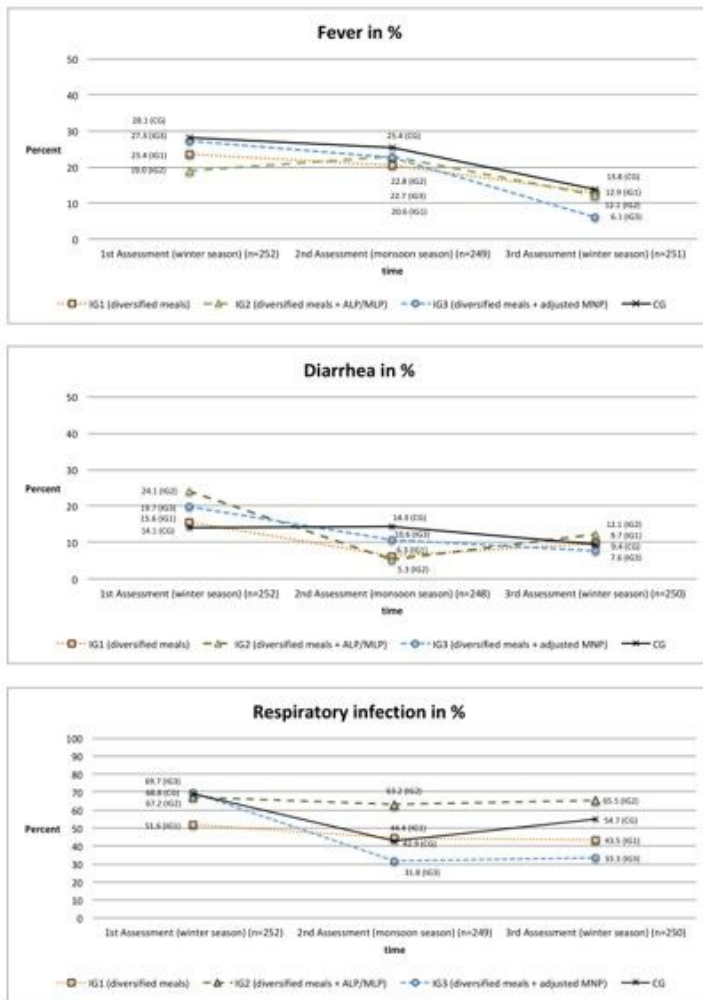 Fever in %
50
40
30
20
10
0
Percent
28.1 (CG)
27.3 (IG3)
23.4 (IG1)
19.0 (IG2)
25.4 (CG)
22.8 (IG2)
22.7 (IG3)
20.6 (IG1)
13.8 (CG)
12.9 (IG1)
12.1 (IG2)
6.1 (IG3)
1st Assessment (winter season) (n=252) 2nd Assessment (monsoon season) (n=249) 3rd Assessment (winter season) (n=251)
time
IG1 (diversified meals) IG2 (diversified meals + ALP/MLP) IG3 (diversified meals + adjusted MNP) CG
Diarrhea in %
50
40
30
20
10
0
Percent
24.1 (IG2)
19.7 (IG3)
15.6 (IG1)
14.1 (CG)
14.3 (CG)
10.6 (IG3)
6.3 (IG1)
5.3 (IG2)
12.1 (IG2)
9.7 (IG1)
9.4 (CG)
7.6 (IG3)
1st Assessment (winter season) (n=252) 2nd Assessment (monsoon season) (n=248) 3rd Assessment (winter season) (n=250)
time
IG1 (diversified meals) IG2 (diversified meals + ALP/MLP) IG3 (diversified meals + adjusted MNP) CG
Respiratory infection in %
100
90
80
70
60
50
40
30
20
10
0
Percent
69.7 (IG3)
68.8 (CG)
67.2 (IG2)
51.6 (IG1)
63.2 (IG2)
44.4 (IG1)
42.9 (CG)
31.8 (IG3)
65.5 (IG2)
54.7 (CG)
43.5 (IG1)
33.3 (IG3)
1st Assessment (winter season) (n=252) 2nd Assessment (monsoon season) (n=249) 3rd Assessment (winter season) (n=250)
time
IG1 (diversified meals) IG2 (diversified meals + ALP/MLP) IG3 (diversified meals + adjusted MNP) CG